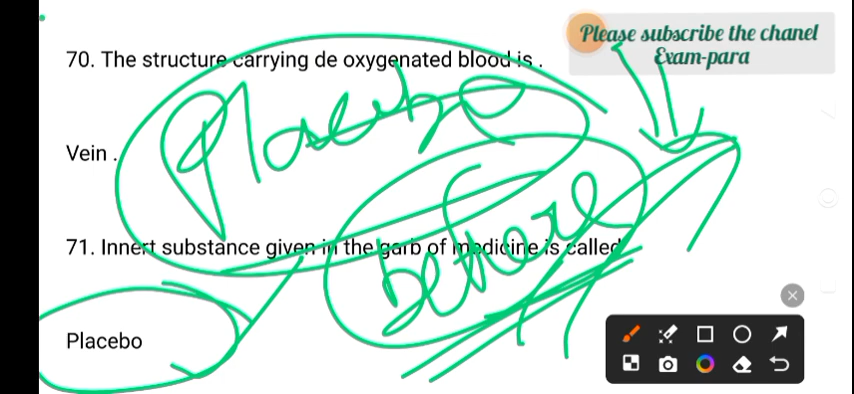 Please subscribe the chanel
Exam-para
70. The structure carrying de oxygenated blood is .
Placebo
Vein .
71. Innert substance given in the garb of medicine is called
Placebo